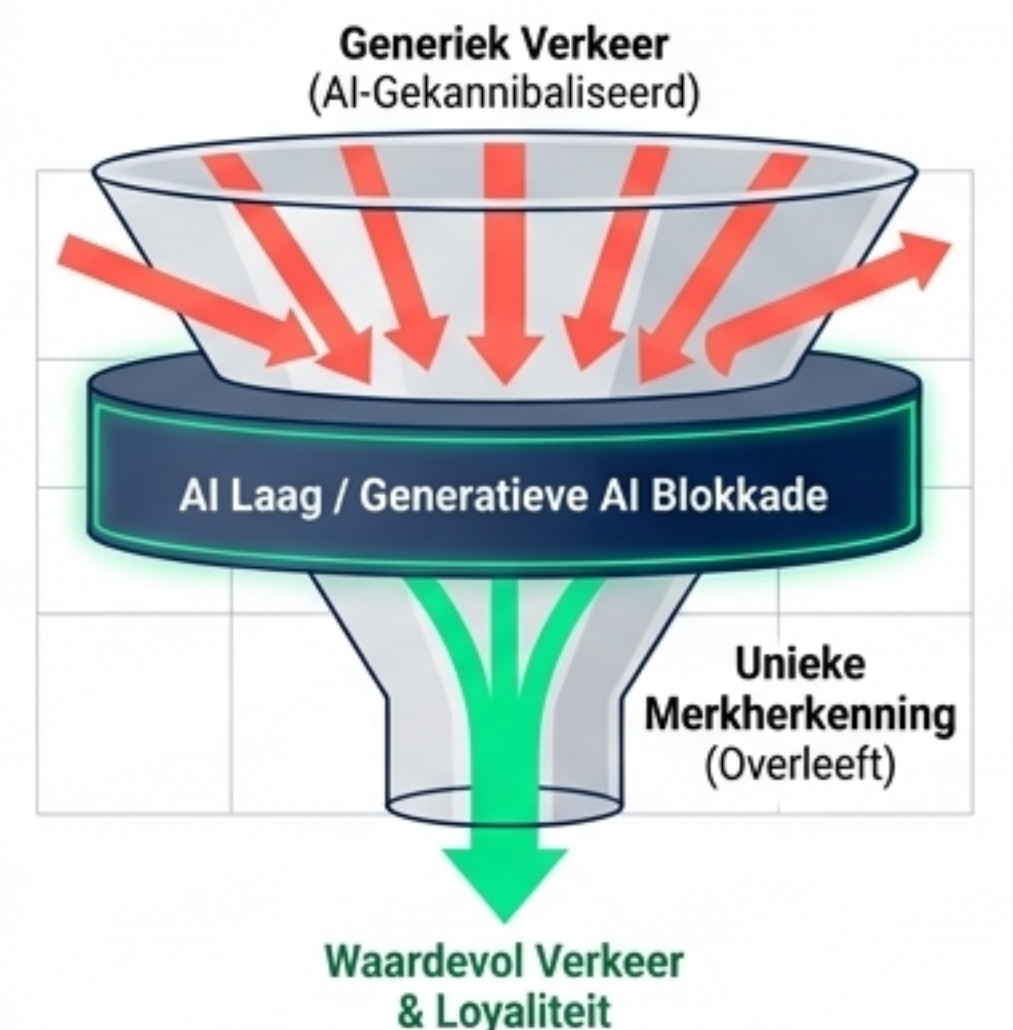 Generiek Verkeer
(AI-Gekannibaliseerd)
AI Laag / Generatieve AI Blokkade
Unieke
Merkherkenning
(Overleeft)
Waardevol Verkeer
& Loyaliteit